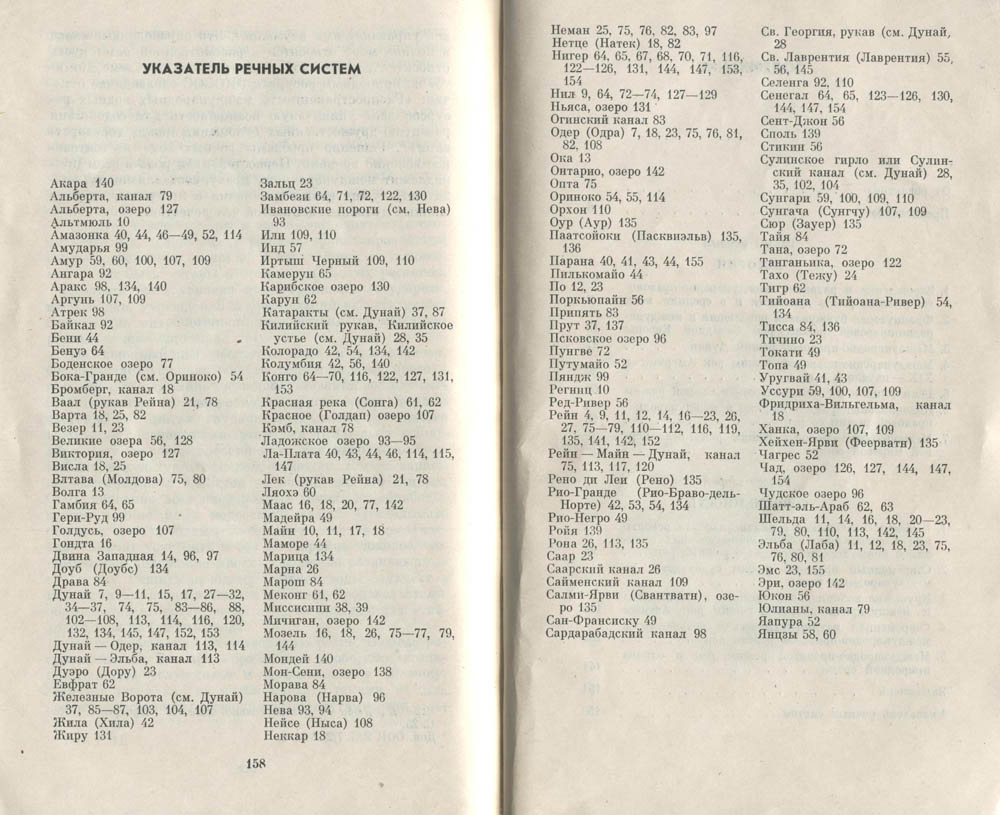 УКАЗАТЕЛЬ РЕЧНЫХ СИСТЕМ
Акара 140
Альберта, канал 79
Альберта, озеро 127
Альтмюль 10
Амазонка 40, 44, 46—49, 52, 114
Амударья 99
Амур 59, 60, 100, 107, 109
Ангара 92
Аракс 98, 134, 140
Аргунь 107, 109
Атрек 98
Байкал 92
Бени 44
Бенуэ 64
Боденское озеро 77
Бока-Гранде (см. Ориноко) 54
Бромберг, канал 18
Ваал (рукав Рейна) 21, 78
Варта 18, 25, 82
Везер 11, 23
Великие озера 56, 128
Виктория, озеро 127
Висла 18, 25
Влтава (Молдова) 75, 80
Волга 13
Гамбия 64, 65
Гери-Руд 99
Голдусь, озеро 107
Гондта 16
Двина Западная 14, 96, 97
Доуб (Доубс) 134
Драва 84
Дунай 7, 9—11, 15, 17, 27—32,
34—37, 74, 75, 83—86, 88,
102—108, 113, 114, 116, 120,
132, 134, 145, 147, 152, 153
Дунай — Одер, канал 113, 114
Дунай — Эльба, канал 113
Дуэро (Дору) 23
Евфрат 62
Железные Ворота (см. Дунай)
37, 85—87, 103, 104, 107
Жила (Хила) 42
Жиру 131
Зальц 23
Замбези 64, 71, 72, 122, 130
Ивановские пороги (см. Нева)
93
Или 109, 110
Инд 57
Иртыш Черный 109, 110
Камерун 65
Карибское озеро 130
Карун 62
Катаракты (см. Дунай) 37, 87
Килийский рукав, Килийское
устье (см. Дунай) 28, 35
Колорадо 42, 54, 134, 142
Колумбия 42, 56, 140
Конго 64—70, 116, 122, 127, 131,
153
Красная река (Сонга) 61, 62
Красное (Голдап) озеро 107
Кэмб, канал 78
Ладожское озеро 93—95
Ла-Плата 40, 43, 44, 46, 114, 115,
147
Лек (рукав Рейна) 21, 78
Ляохэ 60
Маас 16, 18, 20, 77, 142
Мадейра 49
Майн 10, 11, 17, 18
Маморе 44
Марица 134
Марна 26
Марош 84
Меконг 61, 62
Миссисипи 38, 39
Мичиган, озеро 142
Мозель 16, 18, 26, 75—77, 79,
144
Мондей 140
Мон-Сени, озеро 138
Морава 84
Нарова (Нарва) 96
Нева 93, 94
Нейсе (Ныса) 108
Неккар 18
158
Неман 25, 75, 76, 82, 83, 97
Нетце (Натек) 18, 82
Нигер 64, 65, 67, 68, 70, 71, 116,
122—126, 131, 144, 147, 153,
154
Нил 9, 64, 72—74, 127—129
Ньяса, озеро 131
Огинский канал 83
Одер (Одра) 7, 18, 23, 75, 76, 81,
82, 108
Ока 13
Онтарио, озеро 142
Опта 75
Ориноко 54, 55, 114
Орхон 110
Оур (Аур) 135
Паатсойоки (Пасквиэльв) 135,
136
Парана 40, 41, 43, 44, 155
Пилькомайо 44
По 12, 23
Поркьюпайн 56
Припять 83
Прут 37, 137
Псковское озеро 96
Пунгве 72
Путумайо 52
Пяндж 99
Регниц 10
Ред-Ривер 56
Рейн 4, 9, 11, 12, 14, 16—23, 26,
27, 75—79, 110—112, 116, 119,
135, 141, 142, 152
Рейн — Майн — Дунай, канал
75, 113, 117, 120
Рено ди Леи (Рено) 135
Рио-Гранде (Рио-Браво-дель-
Норте) 42, 53, 54, 134
Рио-Негро 49
Ройя 139
Рона 26, 113, 135
Саар 23
Саарский канал 26
Сайменский канал 109
Салми-Ярви (Свантватн), озе-
ро 135
Сан-Франсиску 49
Сардарабадский канал 98
Св. Георгия, рукав (см. Дунай,
28
Св. Лаврентия (Лаврентия) 55,
56, 145
Селенга 92, 110
Сенегал 64, 65, 123—126, 130,
144, 147, 154
Сент-Джон 56
Споль 139
Стикин 56
Сулинское гирло или Сулин-
ский канал (см. Дунай) 28,
35, 102, 104
Сунгари 59, 100, 109, 110
Сунгача (Сунгчу) 107, 109
Сюр (Зауер) 135
Тайя 84
Тана, озеро 72
Танганьика, озеро 122
Тахо (Тежу) 24
Тигр 62
Тийоана (Тийоана-Ривер) 54,
134
Тисса 84, 136
Тичино 23
Токати 49
Топа 49
Уругвай 41, 43
Уссури 59, 100, 107, 109
Фридриха-Вильгельма, канал
18
Ханка, озеро 107, 109
Хейхен-Ярви (Феерватн) 135
Чагрес 52
Чад, озеро 126, 127, 144, 147,
154
Чудское озеро 96
Шатт-эль-Араб 62, 63
Шельда 11, 14, 16, 18, 20—23,
79, 80, 110, 113, 142, 145
Эльба (Лаба) 11, 12, 18, 23, 75,
76, 80, 81
Эмс 23, 155
Эри, озеро 142
Юкон 56
Юлианы, канал 79
Япура 52
Янцзы 58, 60